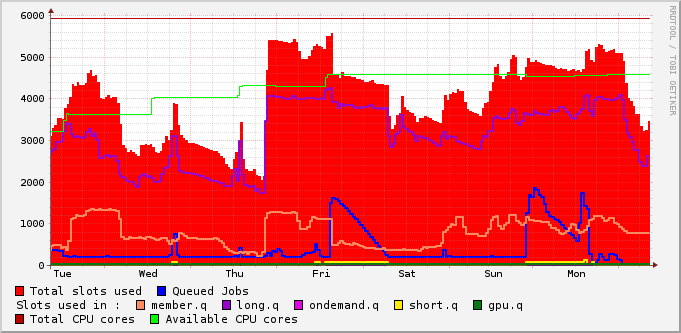 6000
5000
4000
3000
2000
1000
0
Tue Wed Thu Fri Sat Sun Mon
RRDTOOL / TOBI OETIKER
Total slots used Queued Jobs
Slots used in : member.q long.q ondemand.q short.q gpu.q
Total CPU cores Available CPU cores